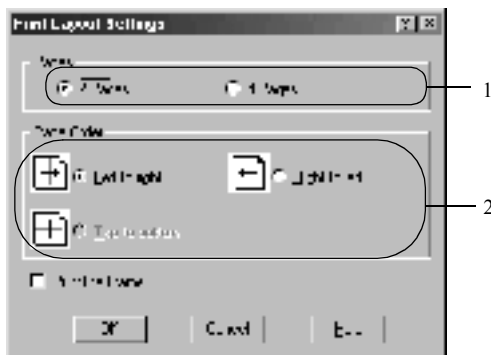 Print Layout Settings
Pages
2 Pages 4 Pages
1
Page Order
Left to right Right to left
2
Top to bottom
Print the Frame
OK Cancel Help